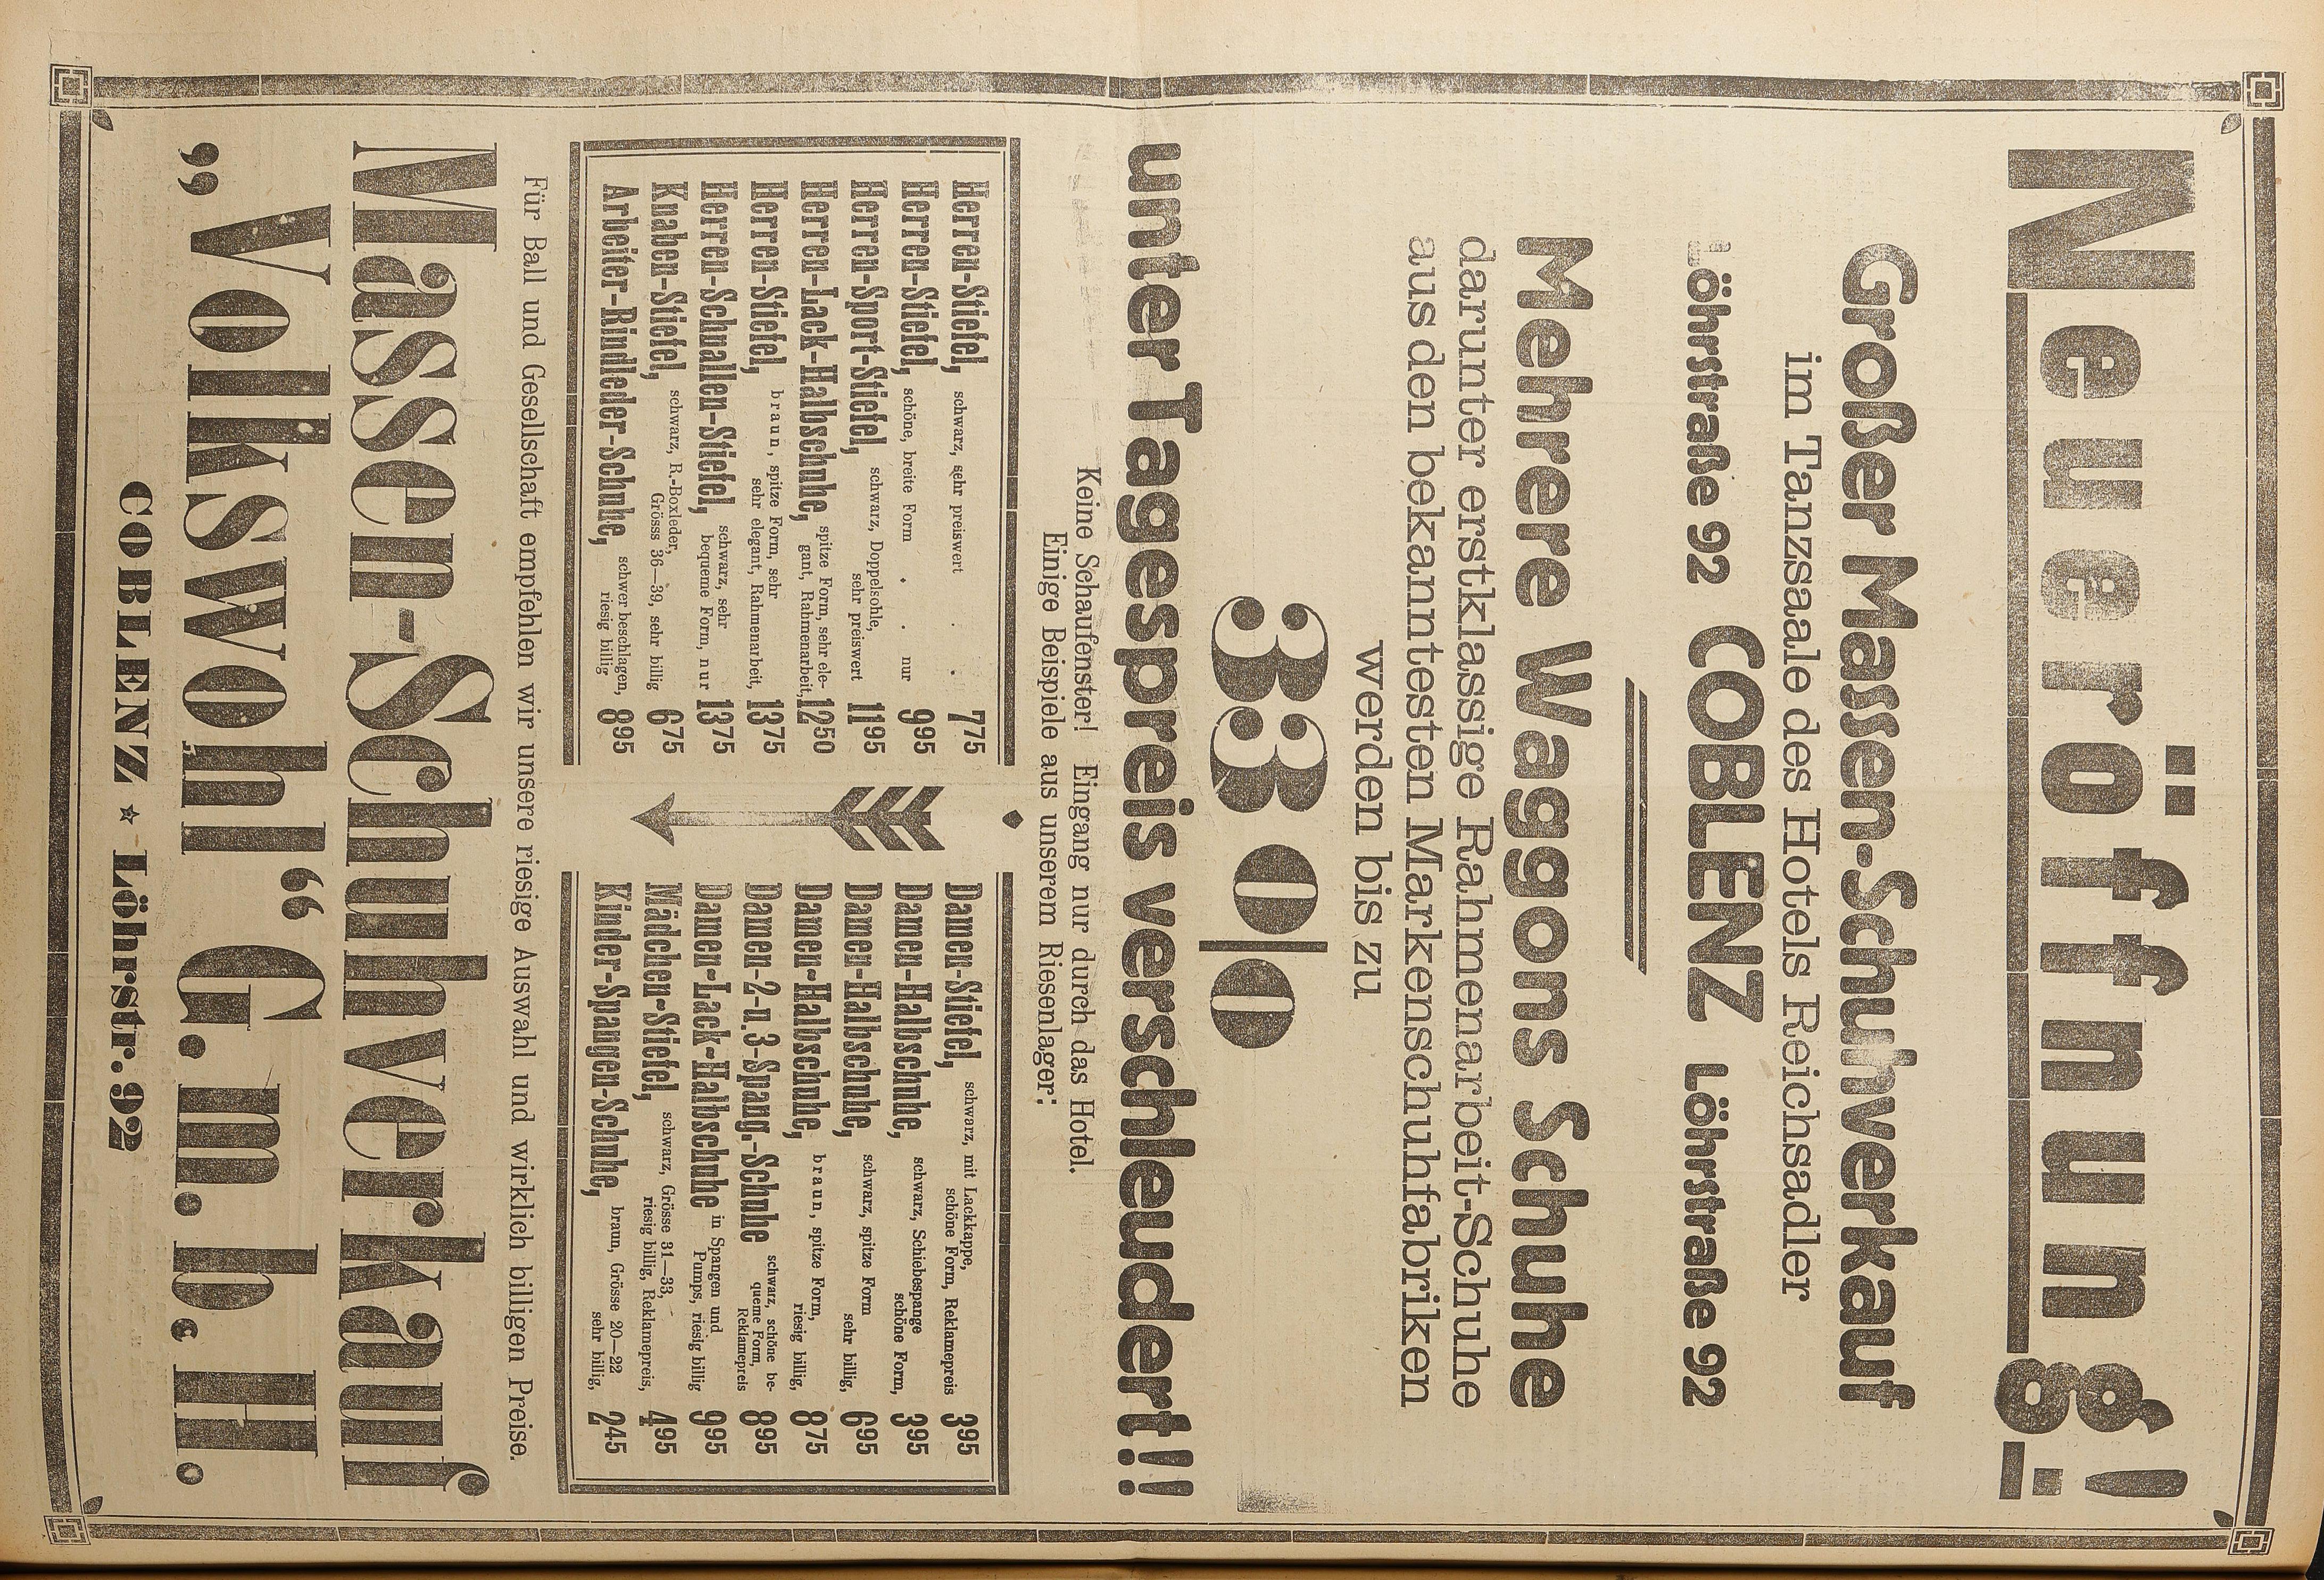 Neueröffnung!
Großer Massen-Schuhverkauf
im Tanzsaale des Hotels Reichsadler
Löhrstraße 92 COBLENZ Löhrstraße 92
Mehrere Waggons Schuhe
darunter erstklassige Rahmenarbeit-Schuhe
aus den bekanntesten Markenschuhfabriken
werden bis zu
33 0|0
unter Tagespreis verschleudert!!
Keine Schaufenster! Eingang nur durch das Hotel.
Einige Beispiele aus unserem Riesenlager:
Herren-Stiefel, schwarz, sehr preiswert . . 775
Herren-Stiefel, schöne, breite Form . . nur 995
Herren-Sport-Stiefel, schwarz, Doppelsohle,
sehr preiswert 1195
Herren-Lack-Halbschuhe, spitze Form, sehr ele-
gant, Rahmenarbeit, 1250
Herren-Stiefel, braun, spitze Form, sehr
sehr elegant, Rahmenarbeit, 1375
Herren-Schnallen-Stiefel, schwarz, sehr
bequeme Form, nur 1375
Knaben-Stiefel, schwarz, R.-Boxleder,
Gröss 36—39, sehr billig 675
Arbeiter-Rindleder-Schuhe, schwer beschlagen,
riesig billig 895
Damen-Stiefel, schwarz, mit Lackkappe,
schöne Form, Reklamepreis 395
Damen-Halbschuhe, schwarz, Schiebespange
schöne Form, 395
Damen-Halbschuhe, schwarz, spitze Form
sehr billig, 695
Damen-Halbschuhe, braun, spitze Form,
riesig billig, 875
Damen-2-u.3-Spang.-Schuhe schwarz, schöne be-
queme Form,
Reklamepreis 895
Damen-Lack-Halbschuhe in Spangen und
Pumps, riesig billig 995
Mädchen-Stiefel, schwarz, Grösse 31—33,
riesig billig, Reklamepreis, 495
Kinder-Spangen-Schuhe, braun, Grösse 20—22
sehr billig, 245
Für Ball und Gesellschaft empfehlen wir unsere riesige Auswahl und wirklich billigen Preise.
Massen-Schuhverkauf
„Volkswohl“ G. m. b. H.
COBLENZ ★ Löhrstr. 92